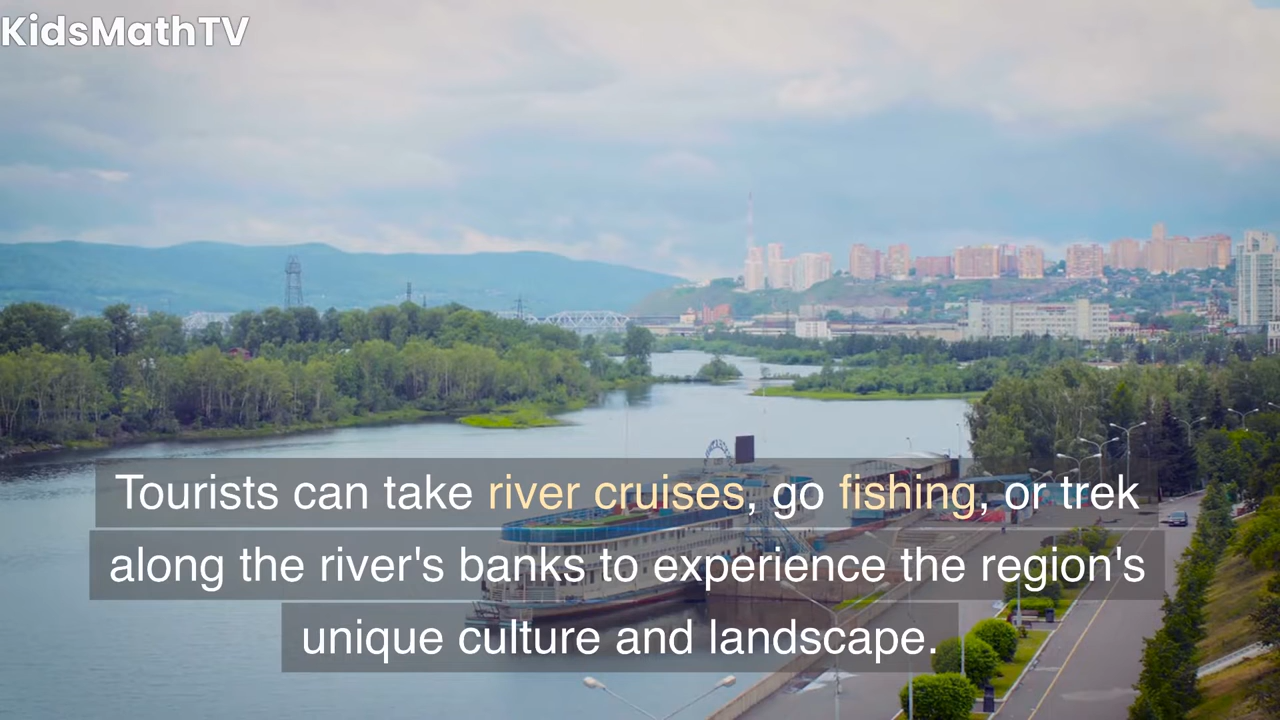 KidsMathTV
Tourists can take river cruises, go fishing, or trek
along the river's banks to experience the region's
unique culture and landscape.